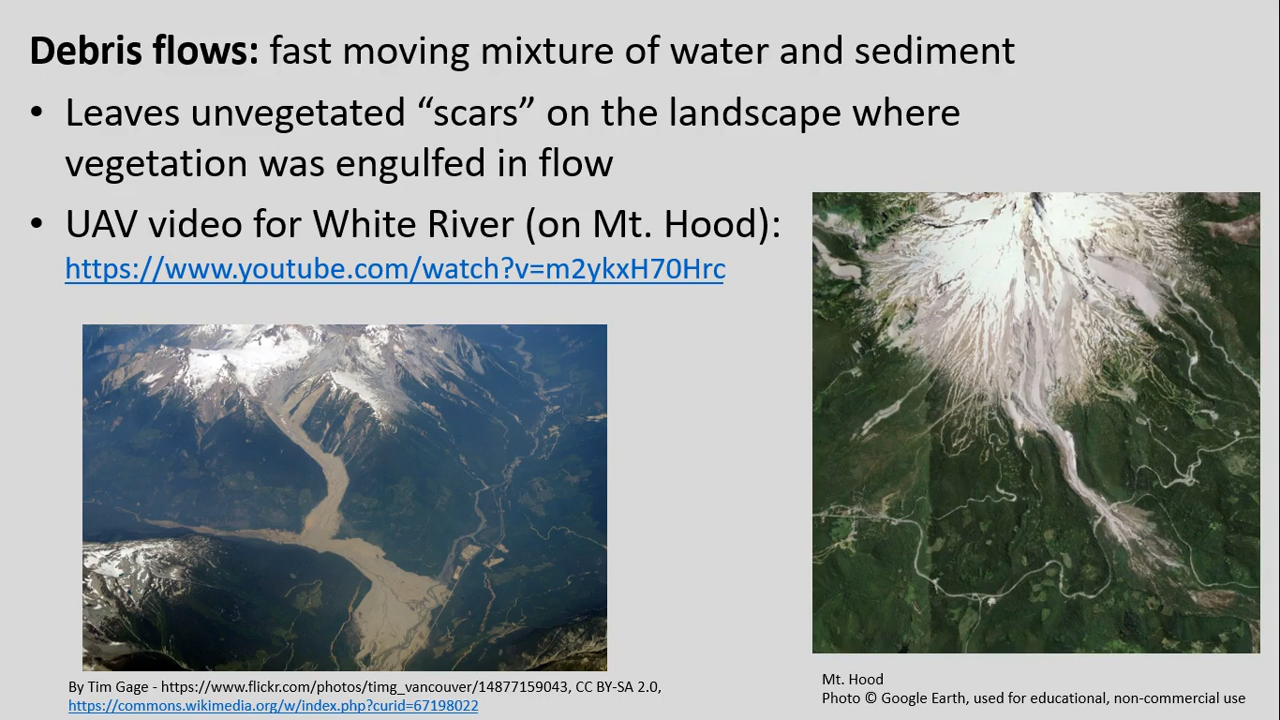 Debris flows: fast moving mixture of water and sediment
• Leaves unvegetated “scars” on the landscape where
vegetation was engulfed in flow
• UAV video for White River (on Mt. Hood):
https://www.youtube.com/watch?v=m2ykxH70Hrc
By Tim Gage - https://www.flickr.com/photos/timg_vancouver/14877159043, CC BY-SA 2.0,
https://commons.wikimedia.org/w/index.php?curid=67198022
Mt. Hood
Photo © Google Earth, used for educational, non-commercial use